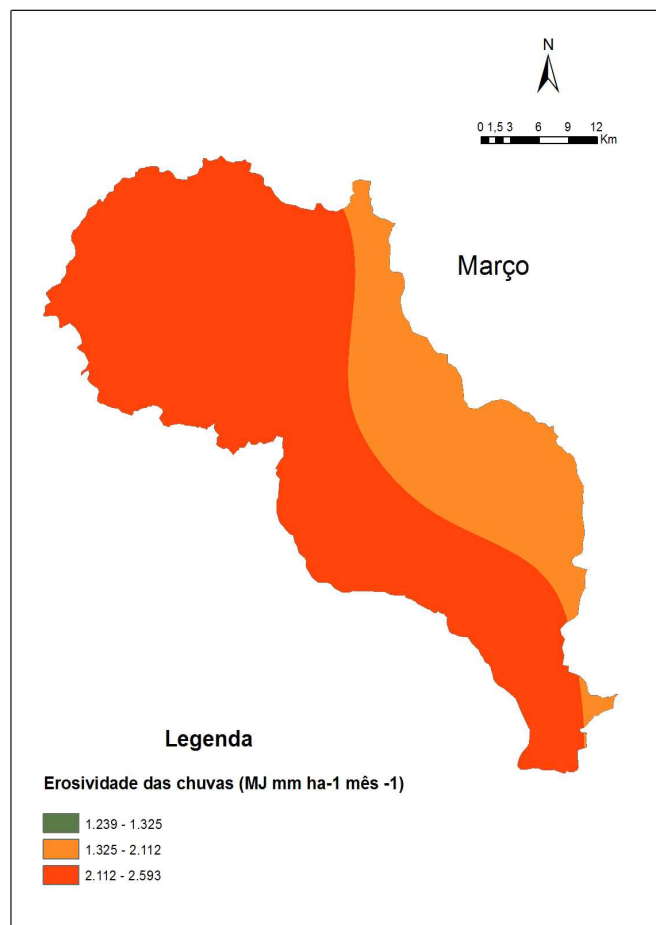 N
0 1,5 3 6 9 12
Km
Março
Legenda
Erosividade das chuvas (MJ mm ha-1 mês -1)
1.239 - 1.325
1.325 - 2.112
2.112 - 2.593